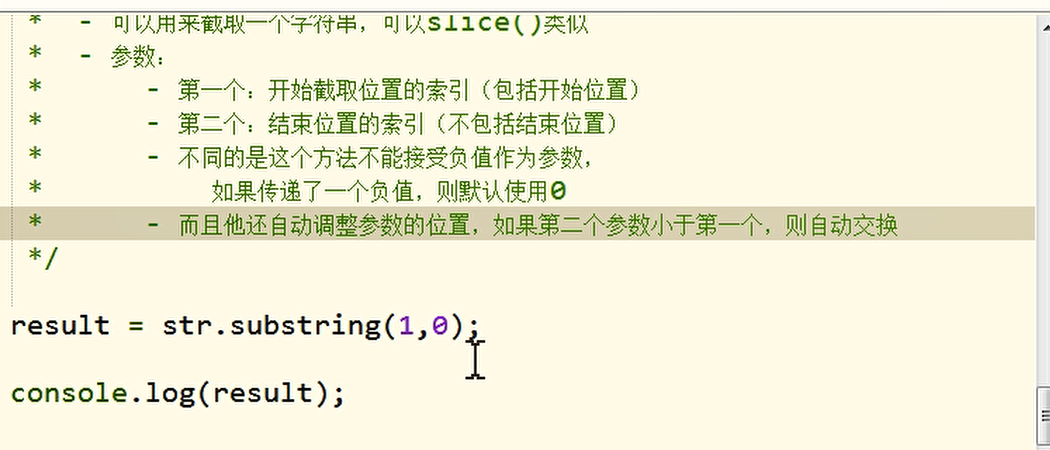 * - 可以用来截取一个字符串，可以slice()类似
* - 参数：
* - 第一个：开始截取位置的索引（包括开始位置）
* - 第二个：结束位置的索引（不包括结束位置）
* - 不同的是这个方法不能接受负值作为参数，
* 如果传递了一个负值，则默认使用0
* - 而且他还自动调整参数的位置，如果第二个参数小于第一个，则自动交换
*/
result = str.substring(1,0);
console.log(result);